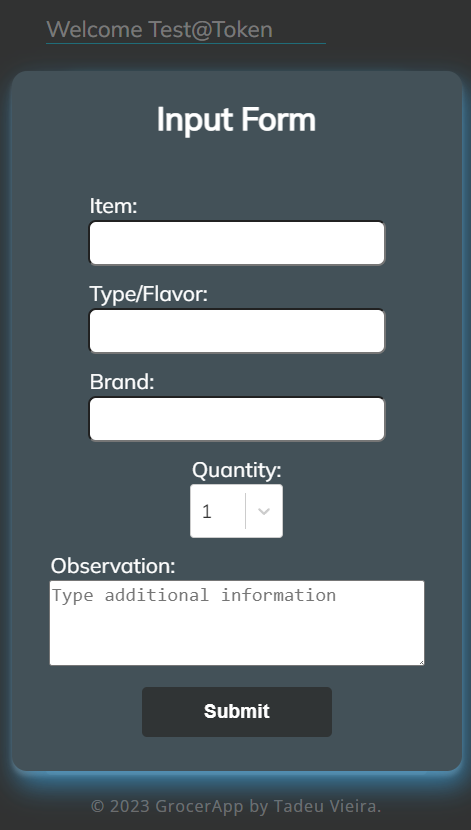 Welcome Test@Token
Input Form
Item:
Type/Flavor:
Brand:
Quantity:
1
Observation:
Type additional information
Submit
© 2023 GrocerApp by Tadeu Vieira.